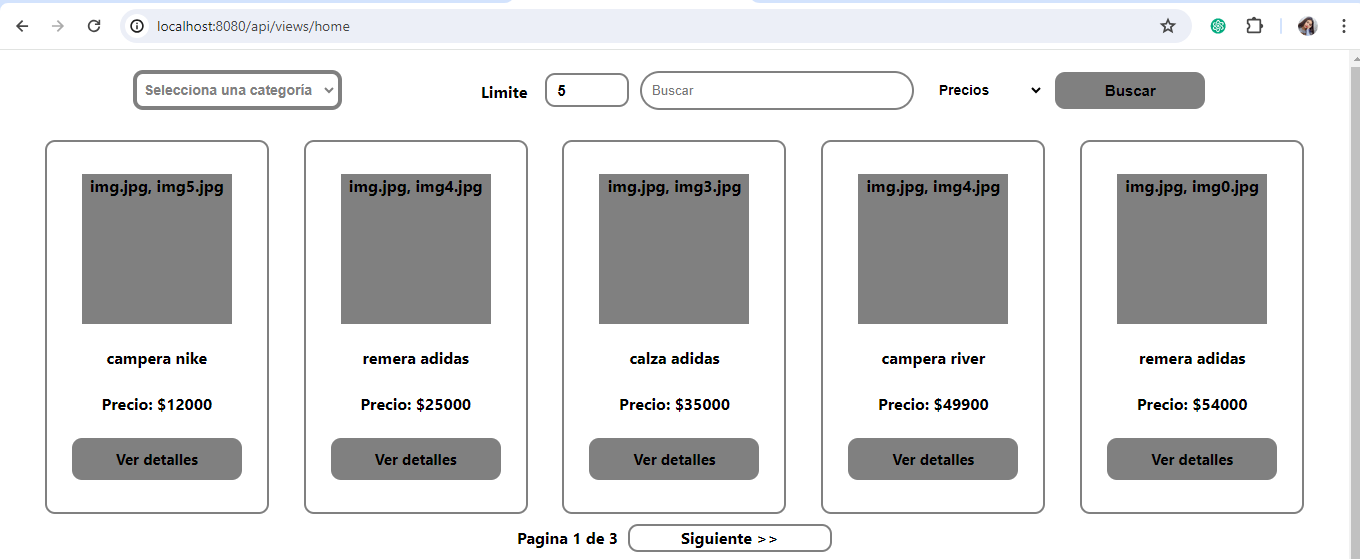 localhost:8080/api/views/home
Selecciona una categoría
Limite 5 Buscar Precios Buscar
img.jpg, img5.jpg img.jpg, img4.jpg img.jpg, img3.jpg img.jpg, img4.jpg img.jpg, img0.jpg
campera nike remera adidas calza adidas campera river remera adidas
Precio: $12000 Precio: $25000 Precio: $35000 Precio: $49900 Precio: $54000
Ver detalles Ver detalles Ver detalles Ver detalles Ver detalles
Pagina 1 de 3 Siguiente >>